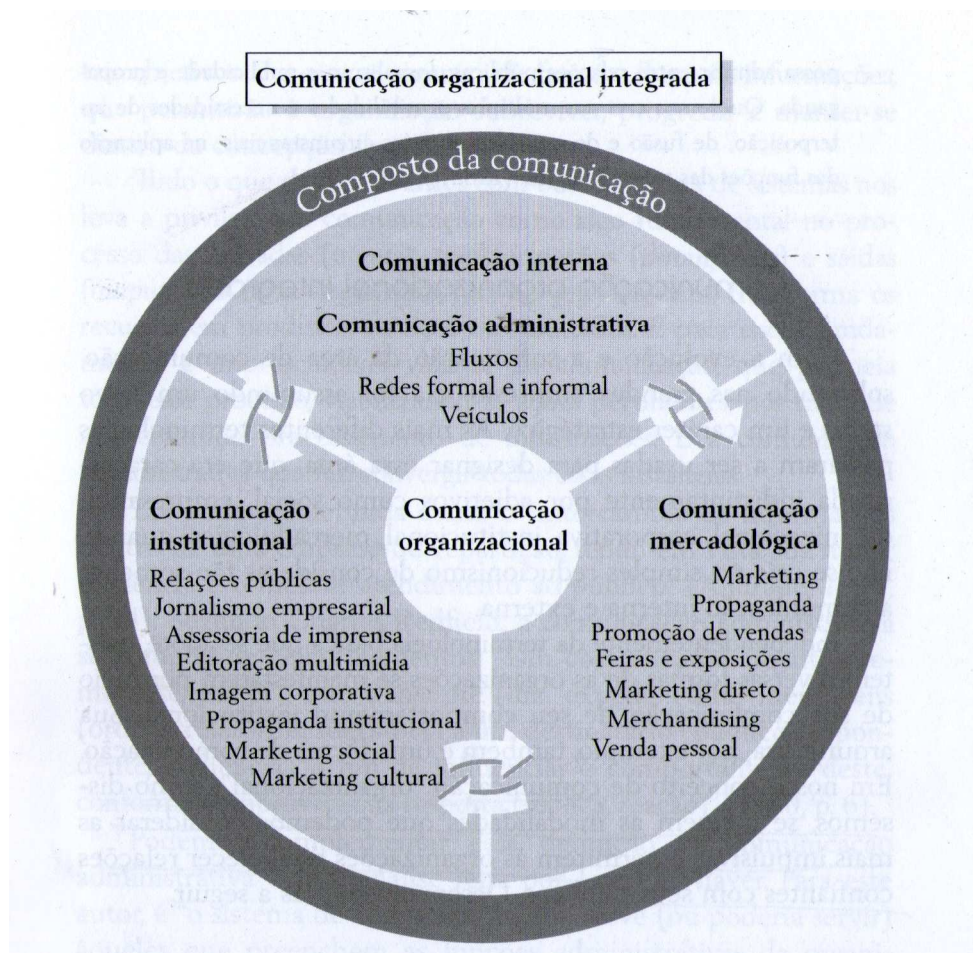 Comunicação organizacional integrada
Composto da comunicação
Comunicação interna
Comunicação administrativa
Fluxos
Redes formal e informal
Veículos
Comunicação
organizacional
Comunicação
institucional
Relações públicas
Jornalismo empresarial
Assessoria de imprensa
Editoração multimídia
Imagem corporativa
Propaganda institucional
Marketing social
Marketing cultural
Comunicação
mercadológica
Marketing
Propaganda
Promoção de vendas
Feiras e exposições
Marketing direto
Merchandising
Venda pessoal